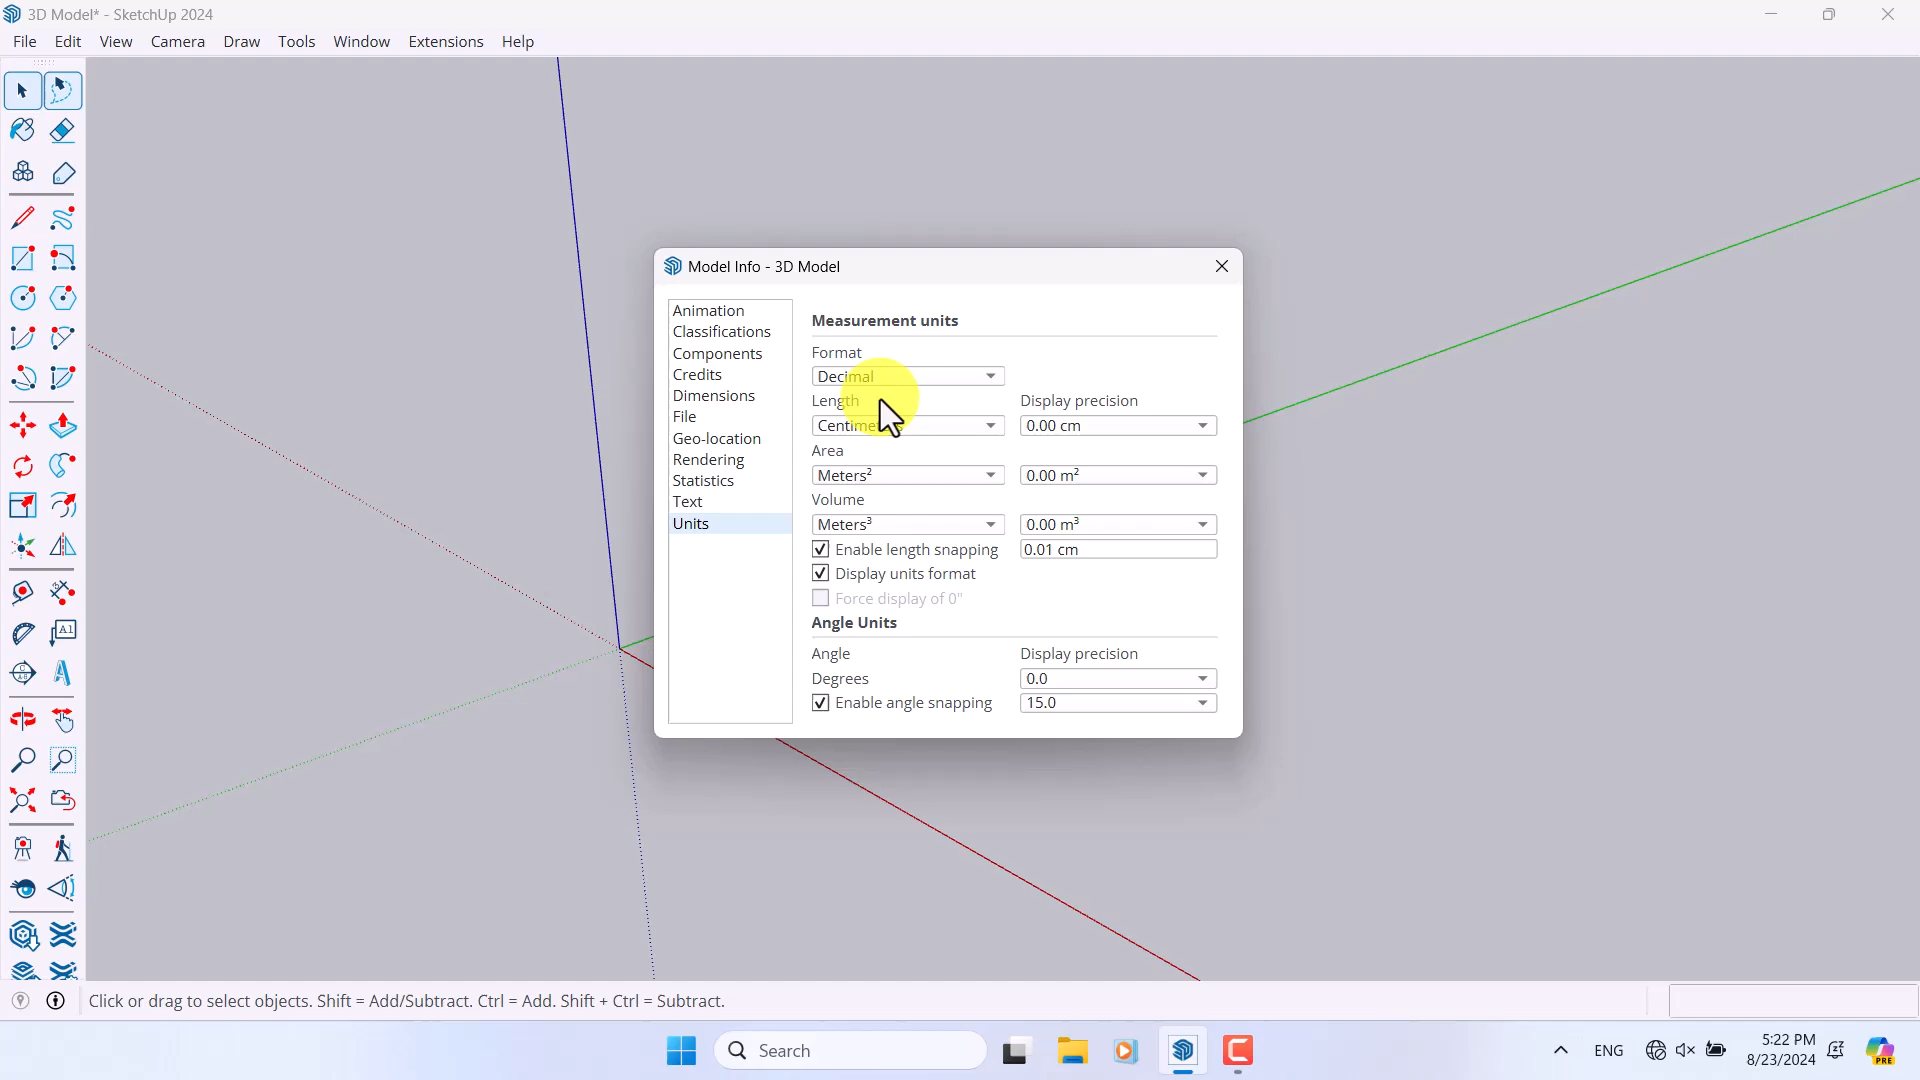 3D Model* - SketchUp 2024
File Edit View Camera Draw Tools Window Extensions Help
Model Info - 3D Model
Animation
Classifications
Components
Credits
Dimensions
File
Geo-location
Rendering
Statistics
Text
Units
Measurement units
Format
Decimal
Length Display precision
Centimeters 0.00 cm
Area
Meters² 0.00 m²
Volume
Meters³ 0.00 m³
Enable length snapping 0.01 cm
Display units format
Force display of 0"
Angle Units
Angle Display precision
Degrees 0.0
Enable angle snapping 15.0
Click or drag to select objects. Shift = Add/Subtract. Ctrl = Add. Shift + Ctrl = Subtract.
Search
ENG
5:22 PM
8/23/2024
PRE